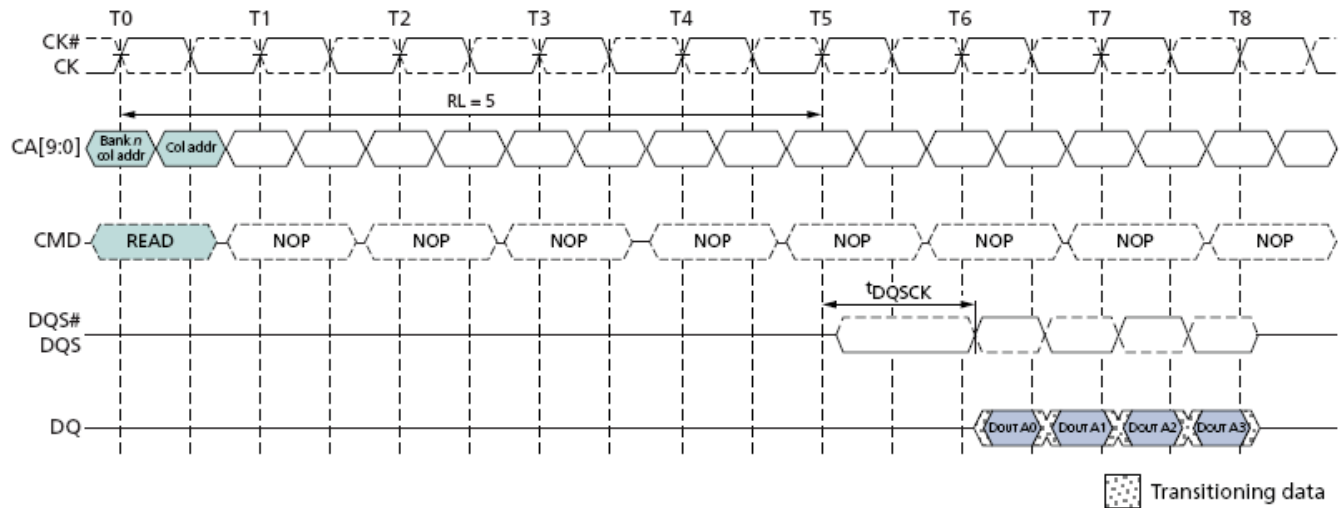 T0 T1 T2 T3 T4 T5 T6 T7 T8
CK#
CK
RL = 5
CA[9:0] Bank n col addr Col addr
CMD READ NOP NOP NOP NOP NOP NOP NOP NOP
tDQSCK
DQS#
DQS
DQ DOUT A0 DOUT A1 DOUT A2 DOUT A3
Transitioning data